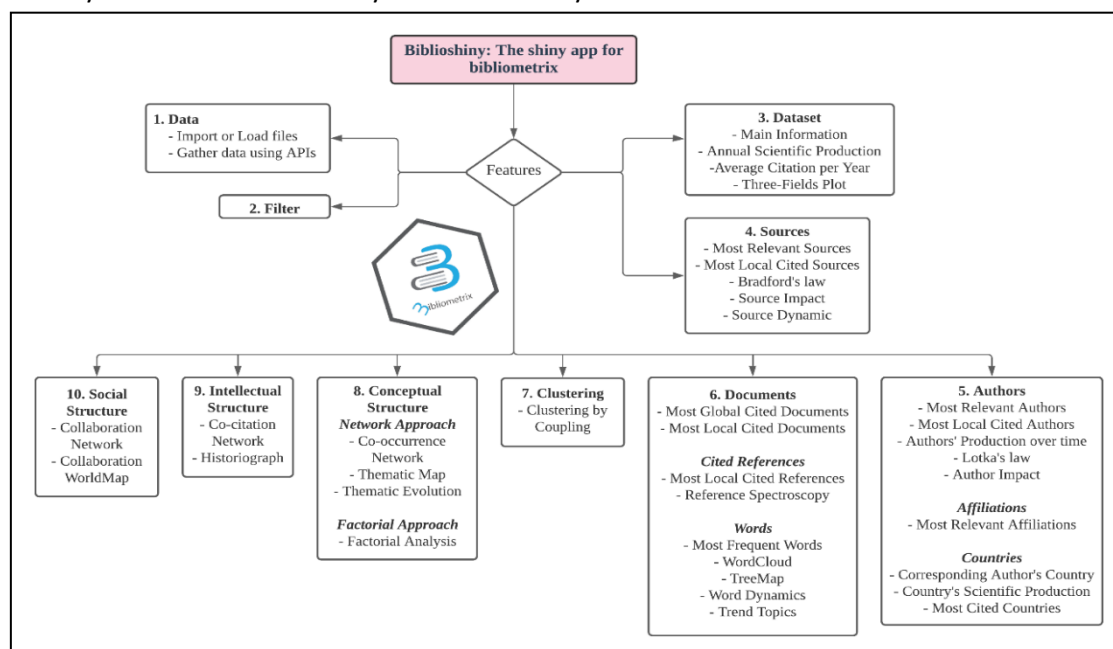 Biblioshiny: The shiny app for
bibliometrix
1. Data
- Import or Load files
- Gather data using APIs
2. Filter
Features
3. Dataset
- Main Information
- Annual Scientific Production
-Average Citation per Year
- Three-Fields Plot
4. Sources
- Most Relevant Sources
- Most Local Cited Sources
- Bradford's law
- Source Impact
- Source Dynamic
Bibliometrix
10. Social
Structure
- Collaboration
Network
- Collaboration
WorldMap
9. Intellectual
Structure
- Co-citation
Network
- Historiograph
8. Conceptual
Structure
Network Approach
- Co-occurrence
Network
- Thematic Map
- Thematic Evolution
Factorial Approach
- Factorial Analysis
7. Clustering
- Clustering by
Coupling
6. Documents
- Most Global Cited Documents
- Most Local Cited Documents
Cited References
- Most Local Cited References
- Reference Spectroscopy
Words
- Most Frequent Words
- WordCloud
- TreeMap
- Word Dynamics
- Trend Topics
5. Authors
- Most Relevant Authors
- Most Local Cited Authors
- Authors' Production over time
- Lotka's law
- Author Impact
Affiliations
- Most Relevant Affiliations
Countries
- Corresponding Author's Country
- Country's Scientific Production
- Most Cited Countries